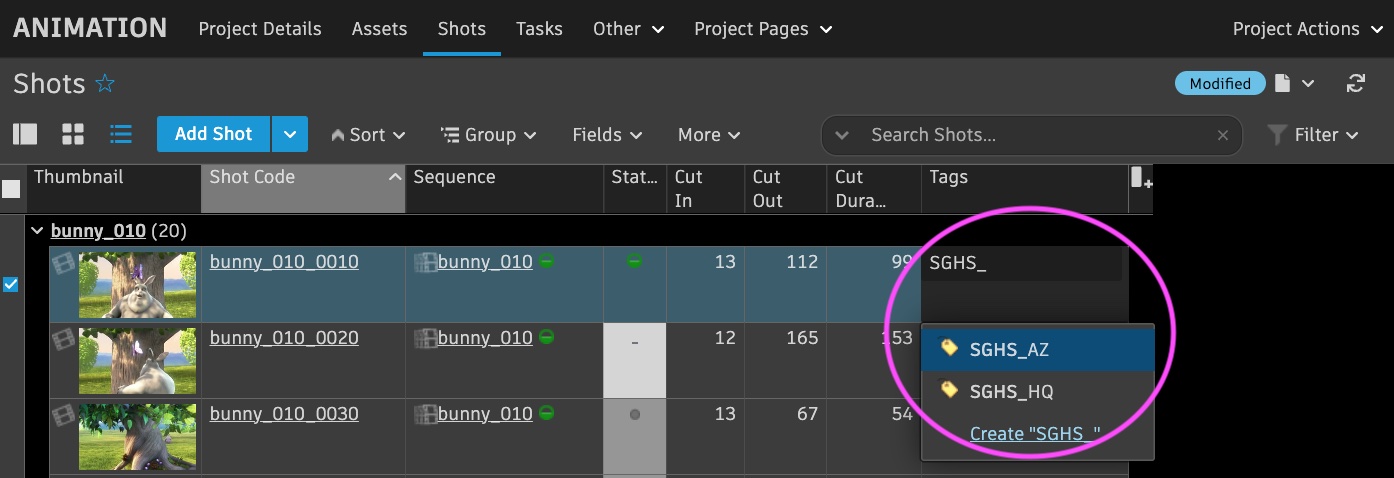 ANIMATION Project Details Assets Shots Tasks Other Project Pages Project Actions
Shots Modified
Add Shot Sort Group Fields More Search Shots... Filter
Thumbnail Shot Code Sequence Stat... Cut In Cut Out Cut Dura... Tags
bunny_010 (20)
bunny_010_0010 bunny_010 13 112 99 SGHS_
bunny_010_0020 bunny_010 - 12 165 153
SGHS_AZ
SGHS_HQ
bunny_010_0030 bunny_010 13 67 54
Create "SGHS_"